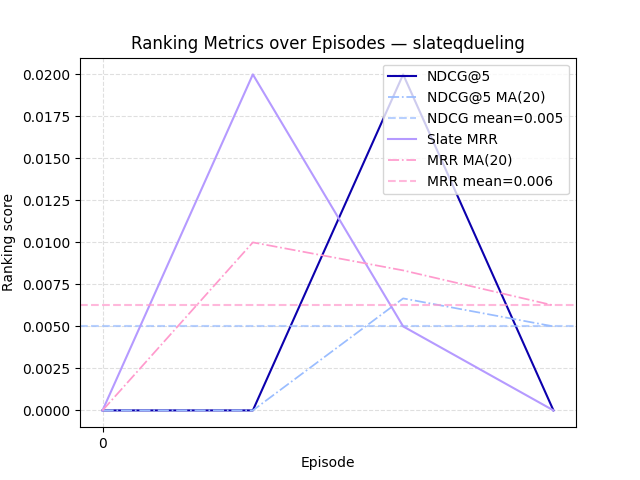 Ranking Metrics over Episodes — slateqdueling
0.0200
0.0175
0.0150
0.0125
0.0100
0.0075
0.0050
0.0025
0.0000
Ranking score
NDCG@5
NDCG@5 MA(20)
NDCG mean=0.005
Slate MRR
MRR MA(20)
MRR mean=0.006
0
Episode